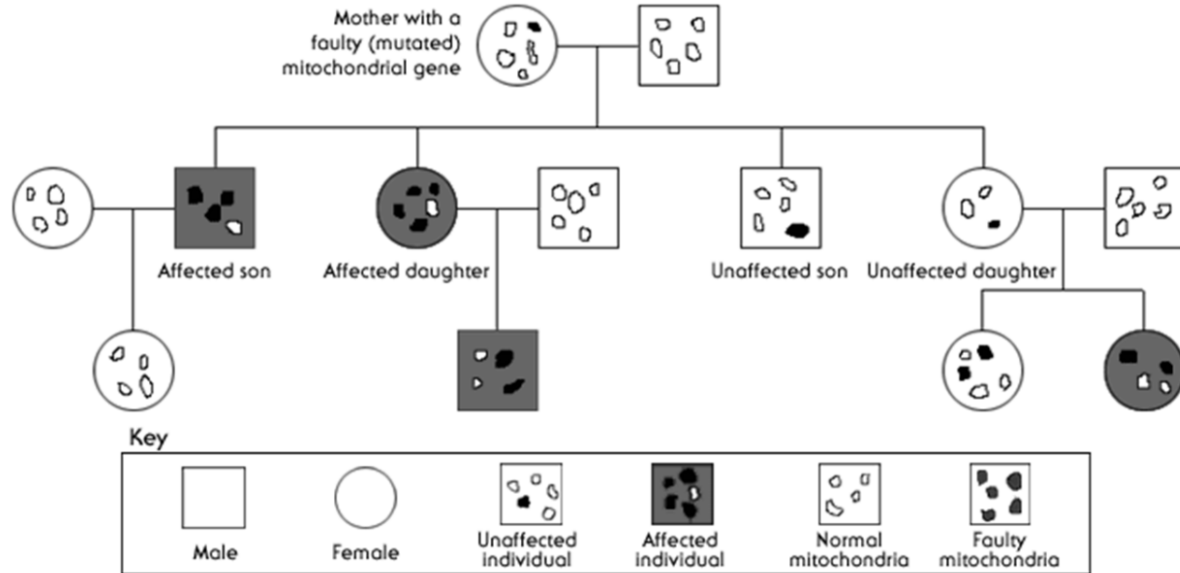 Mother with a
faulty (mutated)
mitochondrial gene
Affected son
Affected daughter
Unaffected son
Unaffected daughter
Key
Male
Female
Unaffected
individual
Affected
individual
Normal
mitochondria
Faulty
mitochondria